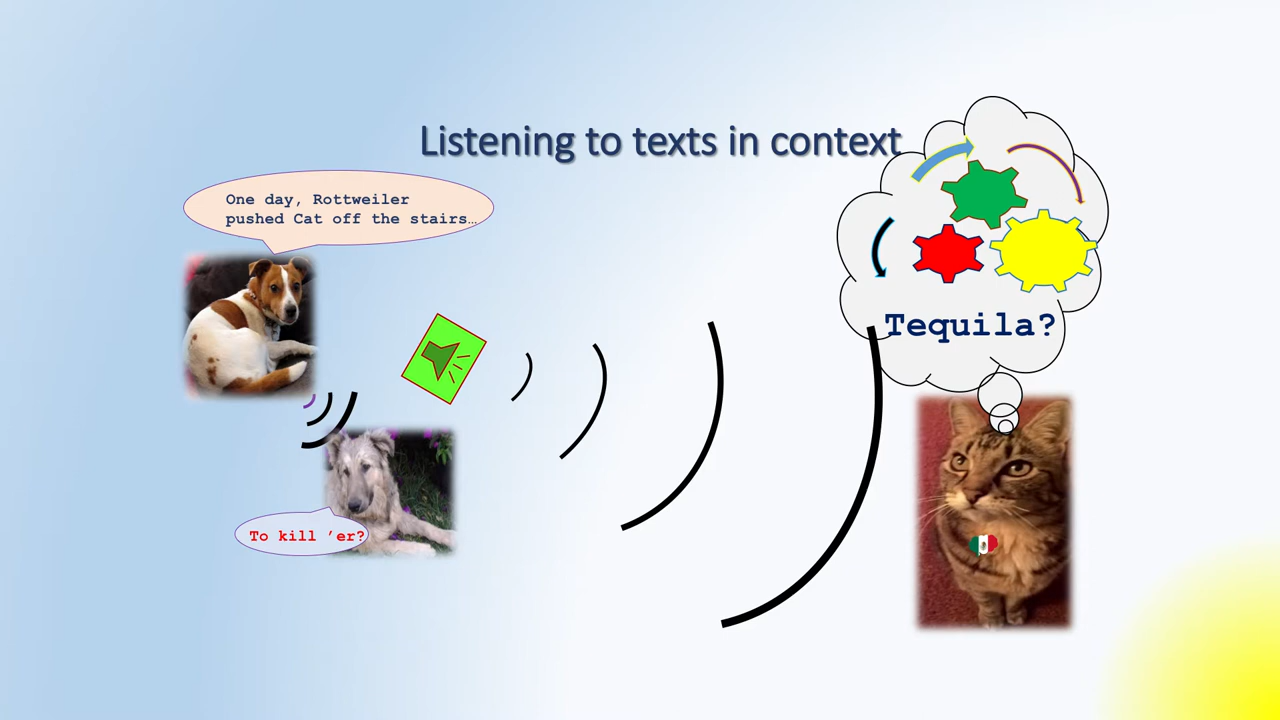 Listening to texts in context
One day, Rottweiler
pushed Cat off the stairs…
Tequila?
To kill ’er?